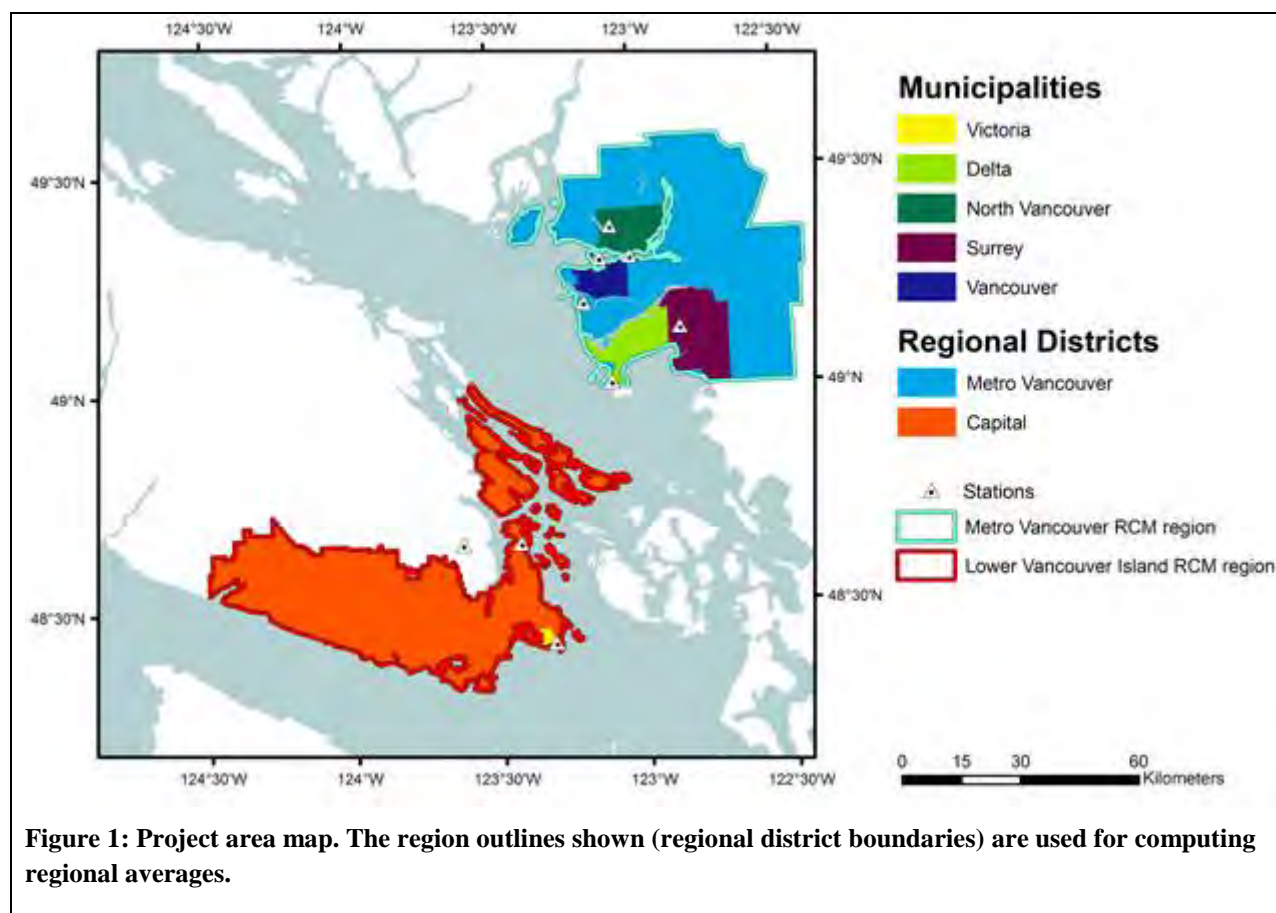 124°30'W 124°W 123°30'W 123°W 122°30'W
49°30'N 49°30'N
49°N 49°N
48°30'N 48°30'N
124°30'W 124°W 123°30'W 123°W 122°30'W
Municipalities
Victoria
Delta
North Vancouver
Surrey
Vancouver
Regional Districts
Metro Vancouver
Capital
Stations
Metro Vancouver RCM region
Lower Vancouver Island RCM region
0 15 30 60
Kilometers
Figure 1: Project area map. The region outlines shown (regional district boundaries) are used for computing
regional averages.